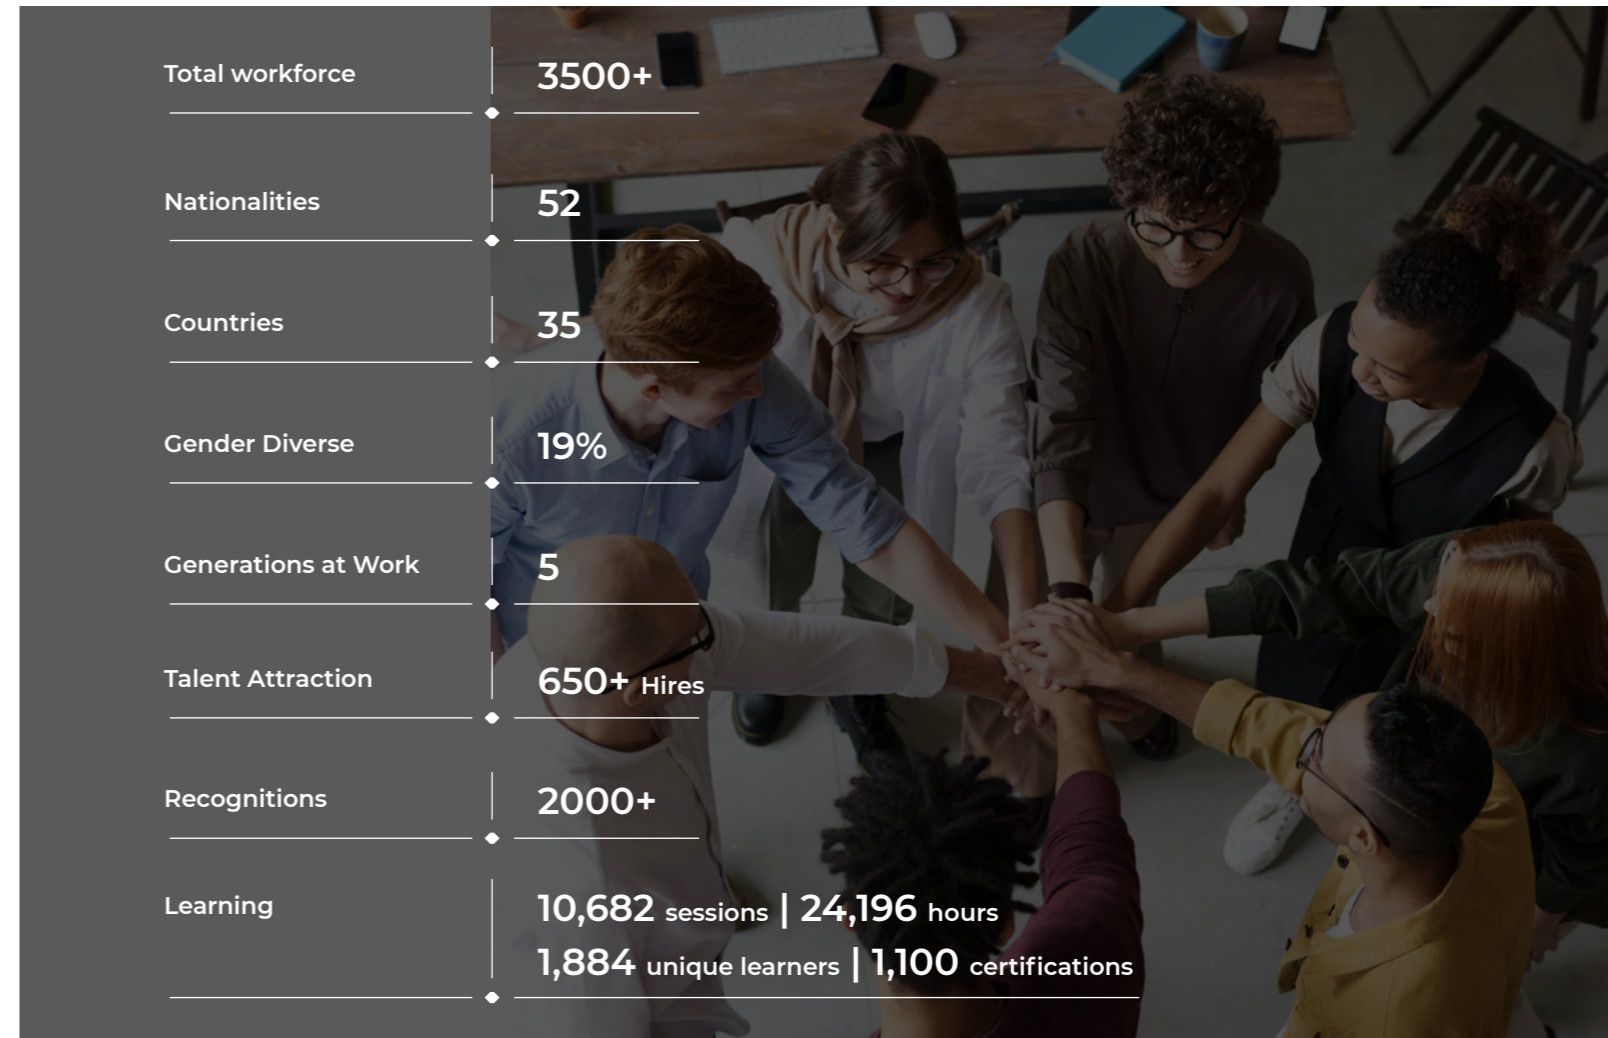 Total workforce 3500+
Nationalities 52
Countries 35
Gender Diverse 19%
Generations at Work 5
Talent Attraction 650+ Hires
Recognitions 2000+
Learning 10,682 sessions | 24,196 hours
1,884 unique learners | 1,100 certifications